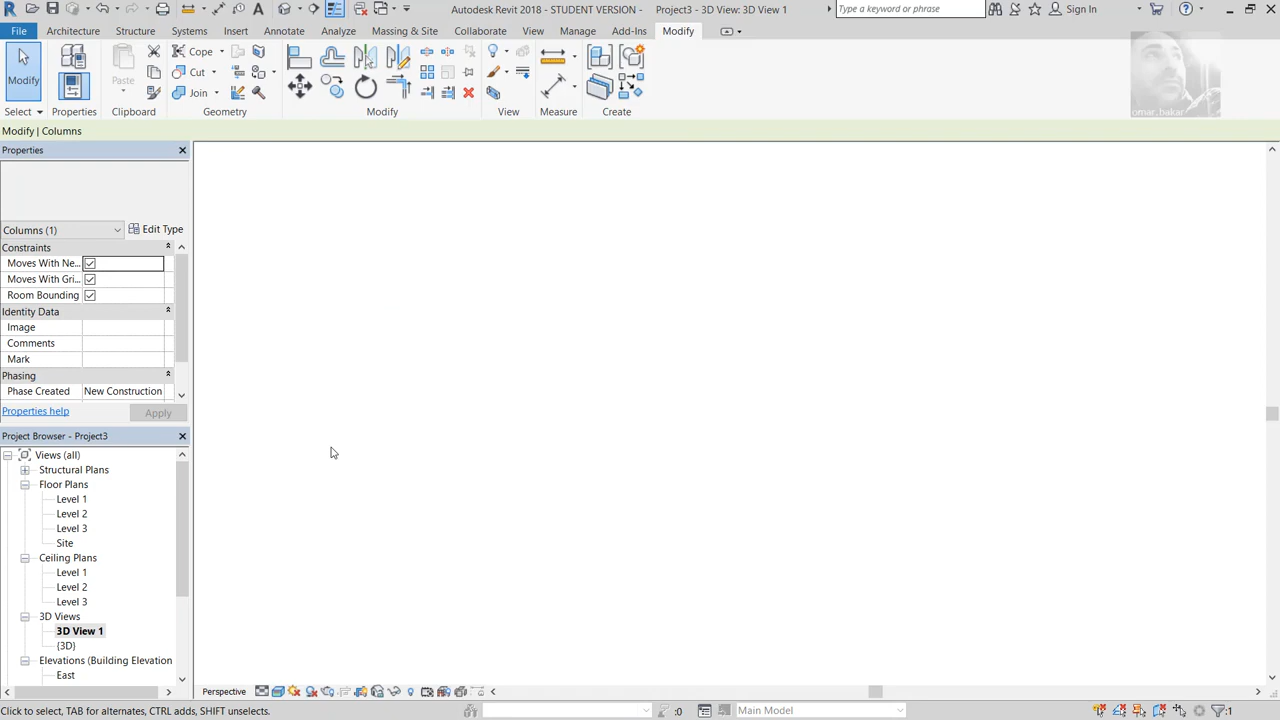 Autodesk Revit 2018 - STUDENT VERSION - Project3 - 3D View: 3D View 1
Type a keyword or phrase
Sign In
File Architecture Structure Systems Insert Annotate Analyze Massing & Site Collaborate View Manage Add-Ins Modify
Modify
Paste
Cope
Cut
Join
Select Properties Clipboard Geometry Modify View Measure Create
omar_bakar
Modify | Columns
Properties
Columns (1) Edit Type
Constraints
Moves With Ne...
Moves With Gri...
Room Bounding
Identity Data
Image
Comments
Mark
Phasing
Phase Created New Construction
Properties help Apply
Project Browser - Project3
Views (all)
Structural Plans
Floor Plans
Level 1
Level 2
Level 3
Site
Ceiling Plans
Level 1
Level 2
Level 3
3D Views
3D View 1
{3D}
Elevations (Building Elevation
East
Perspective
Click to select, TAB for alternates, CTRL adds, SHIFT unselects.
:0
Main Model
:1